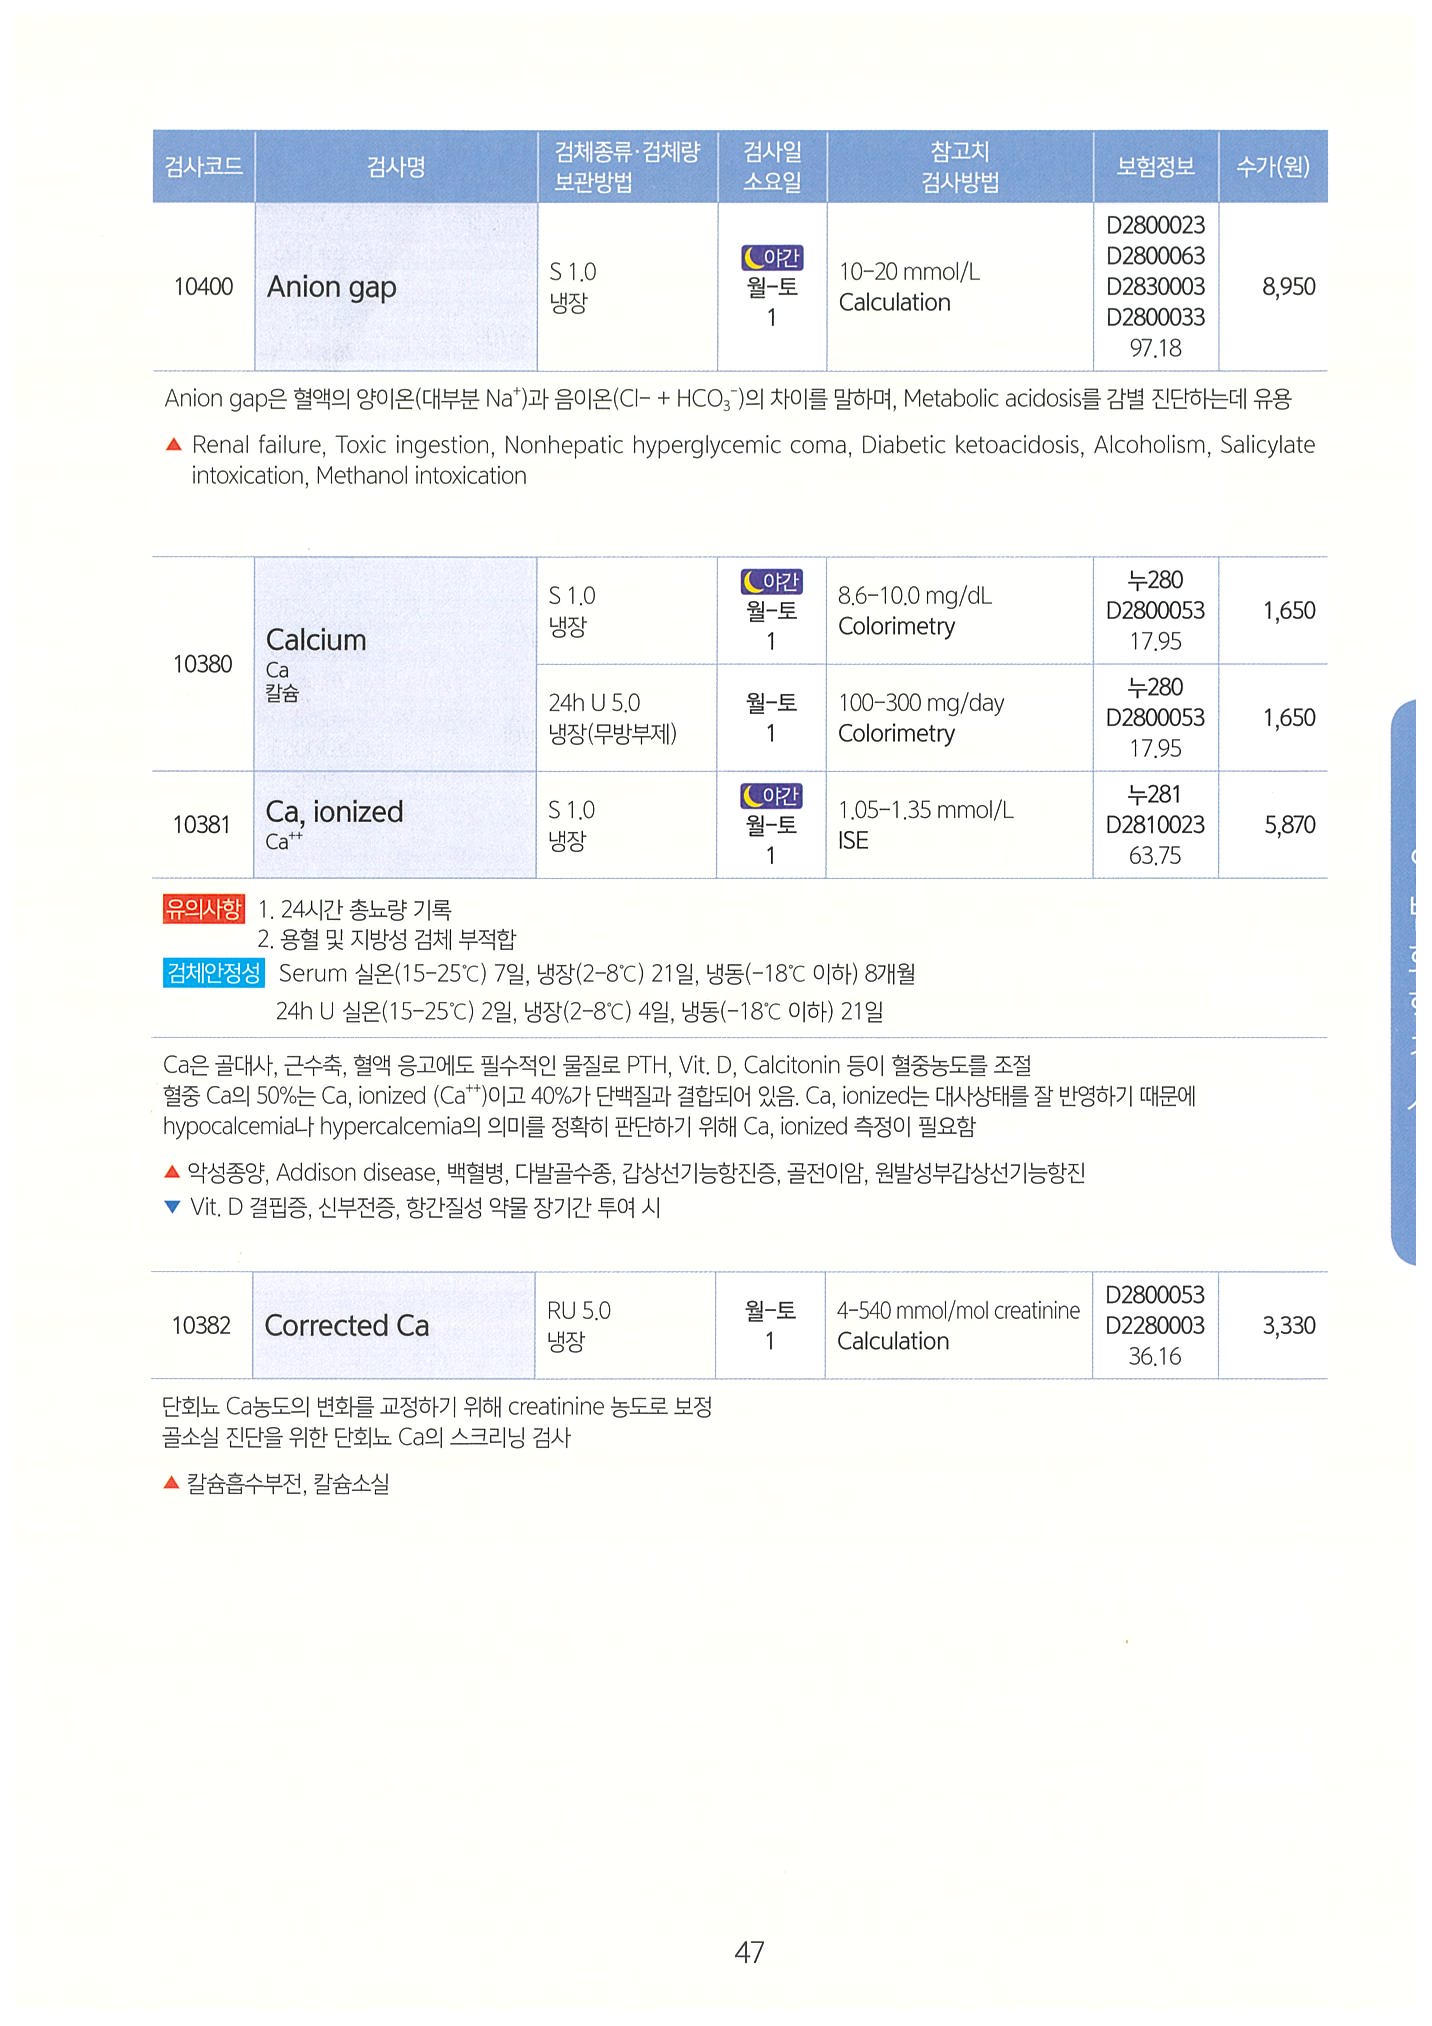 검사코드
검사명
검체종류·검체량
보관방법
검사일
소요일
참고치
검사방법
보험정보
수가(원)
10400
Anion gap
S 1.0
냉장
야간
월-토
1
10-20 mmol/L
Calculation
D2800023
D2800063
D2830003
D2800033
97.18
8,950
Anion gap은 혈액의 양이온(대부분 Na⁺)과 음이온(Cl- + HCO₃⁻)의 차이를 말하며, Metabolic acidosis를 감별 진단하는데 유용
▲ Renal failure, Toxic ingestion, Nonhepatic hyperglycemic coma, Diabetic ketoacidosis, Alcoholism, Salicylate
intoxication, Methanol intoxication
10380
Calcium
Ca
칼슘
S 1.0
냉장
야간
월-토
1
8.6-10.0 mg/dL
Colorimetry
누280
D2800053
17.95
1,650
24h U 5.0
냉장(무방부제)
월-토
1
100-300 mg/day
Colorimetry
누280
D2800053
17.95
1,650
10381
Ca, ionized
Ca⁺⁺
S 1.0
냉장
야간
월-토
1
1.05-1.35 mmol/L
ISE
누281
D2810023
63.75
5,870
유의사항 1. 24시간 총뇨량 기록
2. 용혈 및 지방성 검체 부적합
검체안정성 Serum 실온(15-25℃) 7일, 냉장(2-8℃) 21일, 냉동(-18℃ 이하) 8개월
24h U 실온(15-25℃) 2일, 냉장(2-8℃) 4일, 냉동(-18℃ 이하) 21일
Ca은 골대사, 근수축, 혈액 응고에도 필수적인 물질로 PTH, Vit. D, Calcitonin 등이 혈중농도를 조절
혈중 Ca의 50%는 Ca, ionized (Ca⁺⁺)이고 40%가 단백질과 결합되어 있음. Ca, ionized는 대사상태를 잘 반영하기 때문에
hypocalcemia나 hypercalcemia의 의미를 정확히 판단하기 위해 Ca, ionized 측정이 필요함
▲ 악성종양, Addison disease, 백혈병, 다발골수종, 갑상선기능항진증, 골전이암, 원발성부갑상선기능항진
▼ Vit. D 결핍증, 신부전증, 항간질성 약물 장기간 투여 시
10382
Corrected Ca
RU 5.0
냉장
월-토
1
4-540 mmol/mol creatinine
Calculation
D2800053
D2280003
36.16
3,330
단회뇨 Ca농도의 변화를 교정하기 위해 creatinine 농도로 보정
골소실 진단을 위한 단회뇨 Ca의 스크리닝 검사
▲ 칼슘흡수부전, 칼슘소실
47